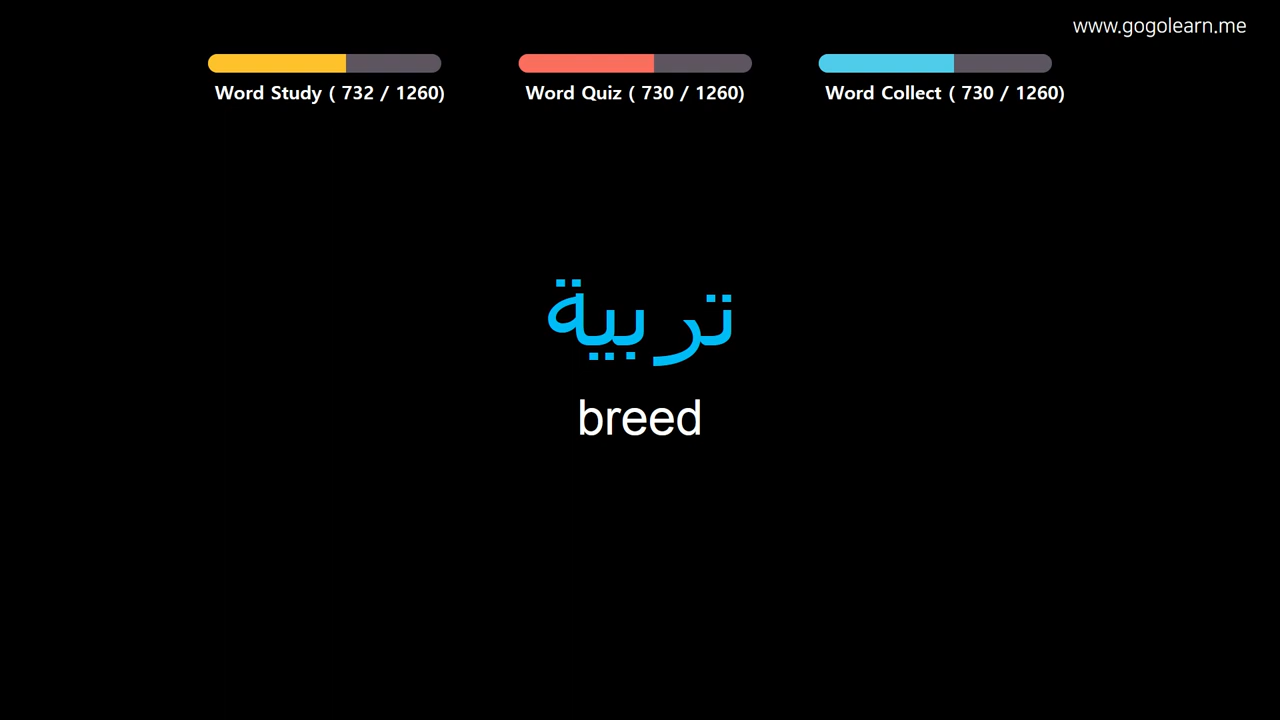 www.gogolearn.me
Word Study ( 732 / 1260)
Word Quiz ( 730 / 1260)
Word Collect ( 730 / 1260)
تربية
breed